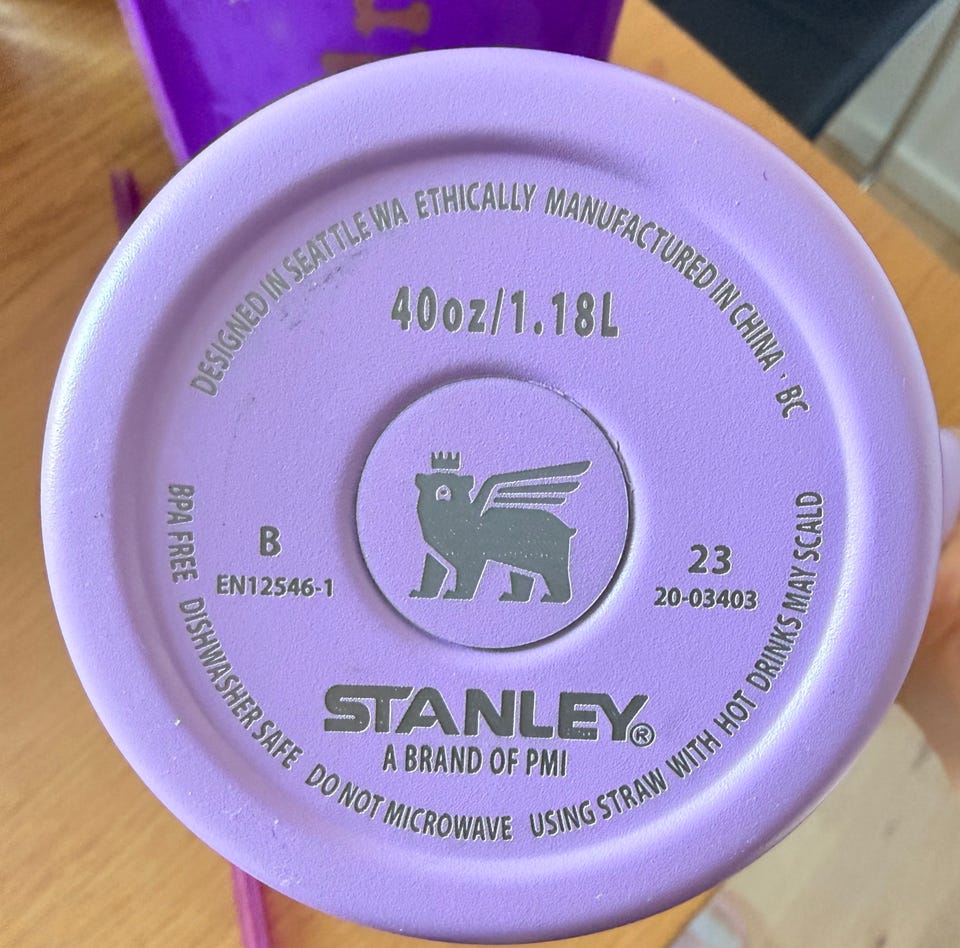 DESIGNED IN SEATTLE WA ETHICALLY MANUFACTURED IN CHINA · BC
40oz/1.18L
B
EN12546-1
23
20-03403
STANLEY®
A BRAND OF PMI
BPA FREE DISHWASHER SAFE DO NOT MICROWAVE USING STRAW WITH HOT DRINKS MAY SCALD